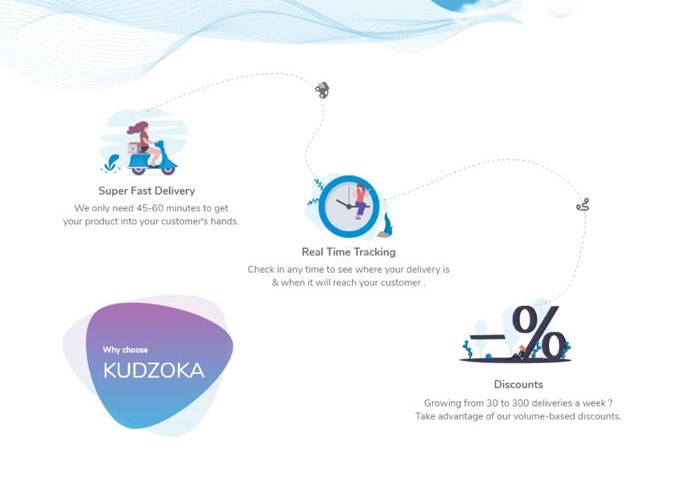 Super Fast Delivery
We only need 45-60 minutes to get
your product into your customer's hands.
Real Time Tracking
Check in any time to see where your delivery is
& when it will reach your customer .
Why choose
KUDZOKA
Discounts
Growing from 30 to 300 deliveries a week ?
Take advantage of our volume-based discounts.
-%